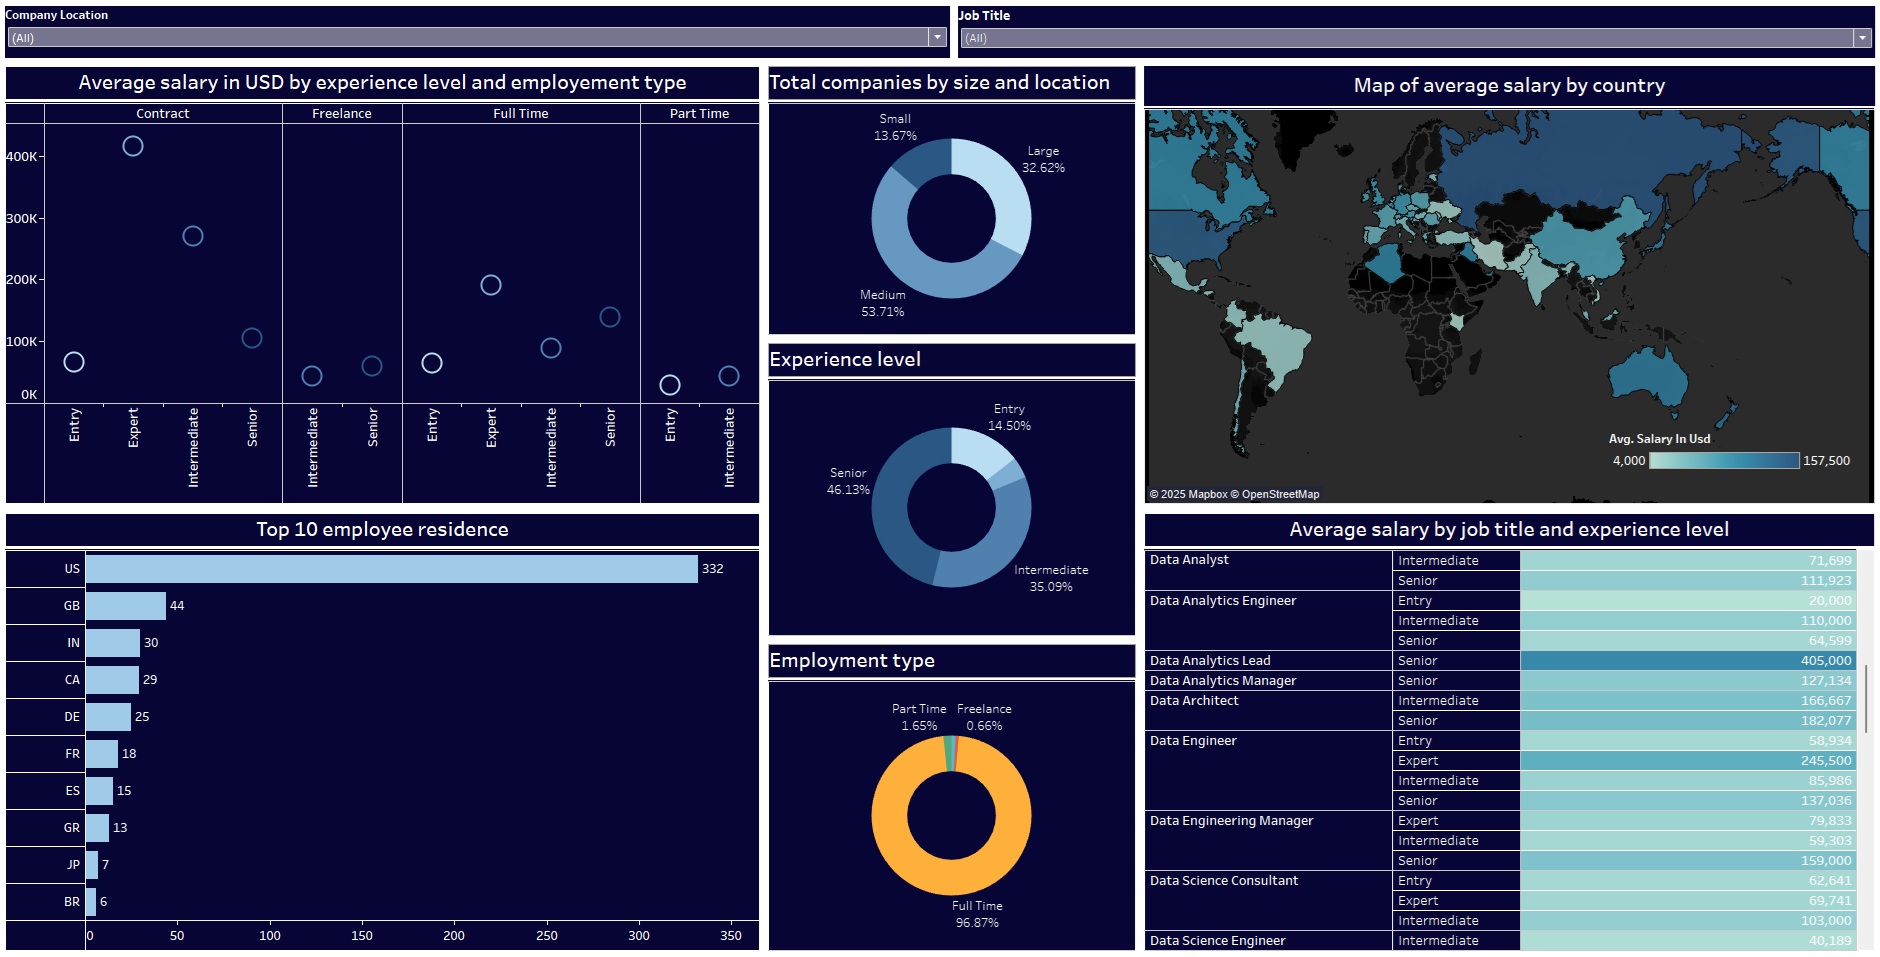 Company Location
(All)
Job Title
(All)
Average salary in USD by experience level and employement type
Contract
Freelance
Full Time
Part Time
400K
300K
200K
100K
0K
Entry
Expert
Intermediate
Senior
Intermediate
Senior
Entry
Expert
Intermediate
Senior
Entry
Intermediate
Total companies by size and location
Small
13.67%
Large
32.62%
Medium
53.71%
Experience level
Entry
14.50%
Senior
46.13%
Intermediate
35.09%
Employment type
Part Time
1.65%
Freelance
0.66%
Full Time
96.87%
Map of average salary by country
Avg. Salary In Usd
4,000
157,500
© 2025 Mapbox © OpenStreetMap
Top 10 employee residence
US
332
GB
44
IN
30
CA
29
DE
25
FR
18
ES
15
GR
13
JP
7
BR
6
0
50
100
150
200
250
300
350
Average salary by job title and experience level
Data Analyst
Intermediate
71,699
Senior
111,923
Data Analytics Engineer
Entry
20,000
Intermediate
110,000
Senior
64,599
Data Analytics Lead
Senior
405,000
Data Analytics Manager
Senior
127,134
Data Architect
Intermediate
166,667
Senior
182,077
Data Engineer
Entry
58,934
Expert
245,500
Intermediate
85,986
Senior
137,036
Data Engineering Manager
Expert
79,833
Intermediate
59,303
Senior
159,000
Data Science Consultant
Entry
62,641
Expert
69,741
Intermediate
103,000
Data Science Engineer
Intermediate
40,189